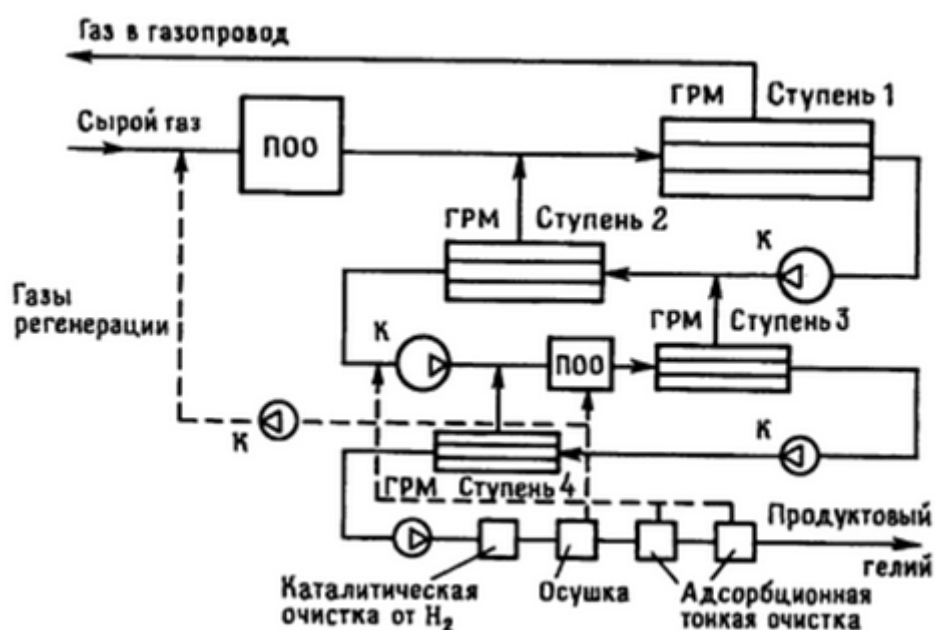 Газ в газопровод
ГРМ Ступень 1
Сырой газ
ПОО
ГРМ Ступень 2
К
Газы
регенерации
ГРМ Ступень 3
К
ПОО
К
К
ГРМ Ступень 4
Продуктовый
гелий
Каталитическая
очистка от H₂
Осушка
Адсорбционная
тонкая очистка